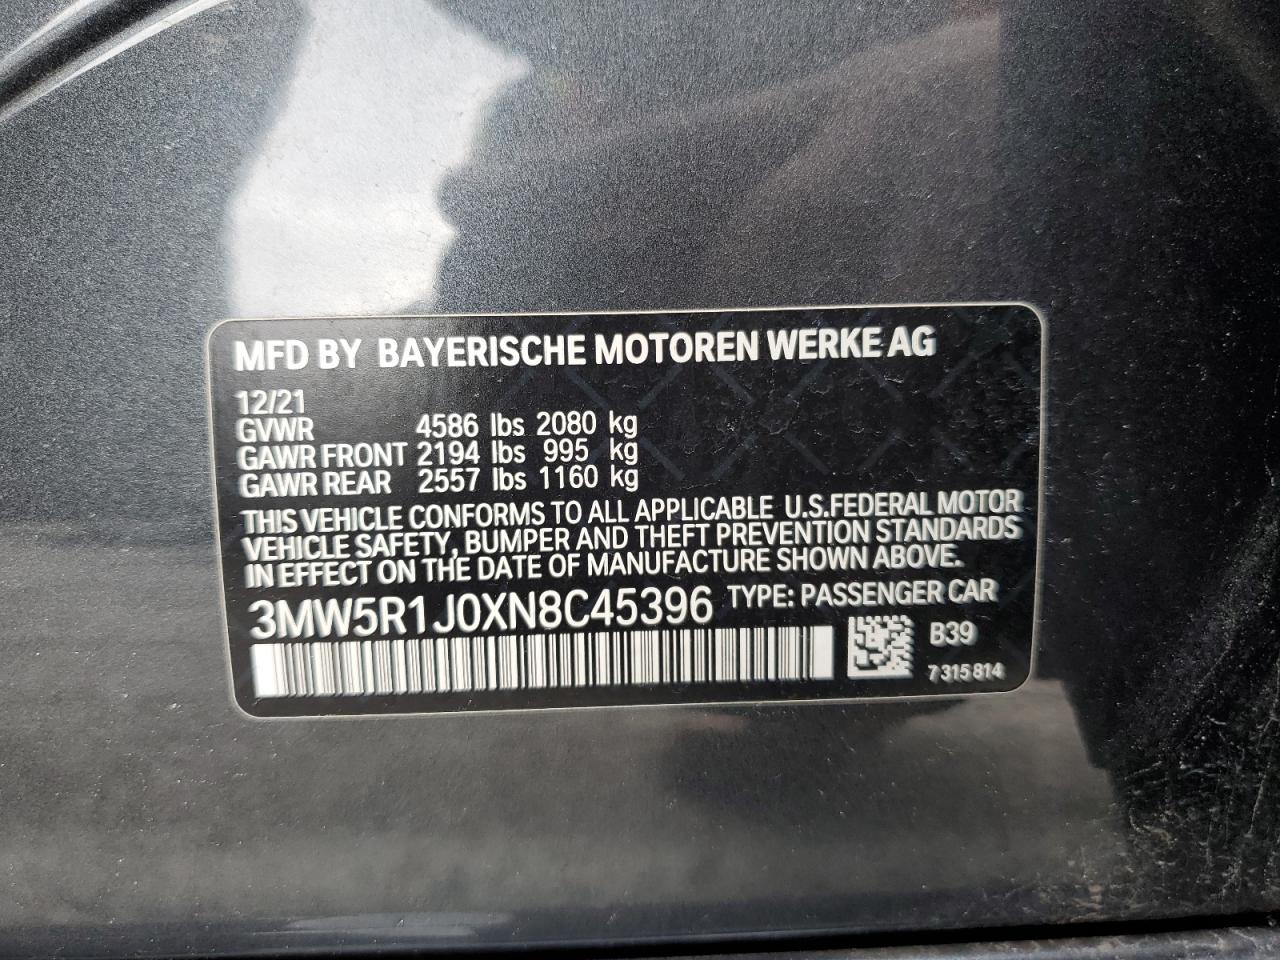 MFD BY BAYERISCHE MOTOREN WERKE AG
12/21
GVWR 4586 lbs 2080 kg
GAWR FRONT 2194 lbs 995 kg
GAWR REAR 2557 lbs 1160 kg
THIS VEHICLE CONFORMS TO ALL APPLICABLE U.S.FEDERAL MOTOR
VEHICLE SAFETY, BUMPER AND THEFT PREVENTION STANDARDS
IN EFFECT ON THE DATE OF MANUFACTURE SHOWN ABOVE.
3MW5R1J0XN8C45396 TYPE: PASSENGER CAR
B39
7 315 814